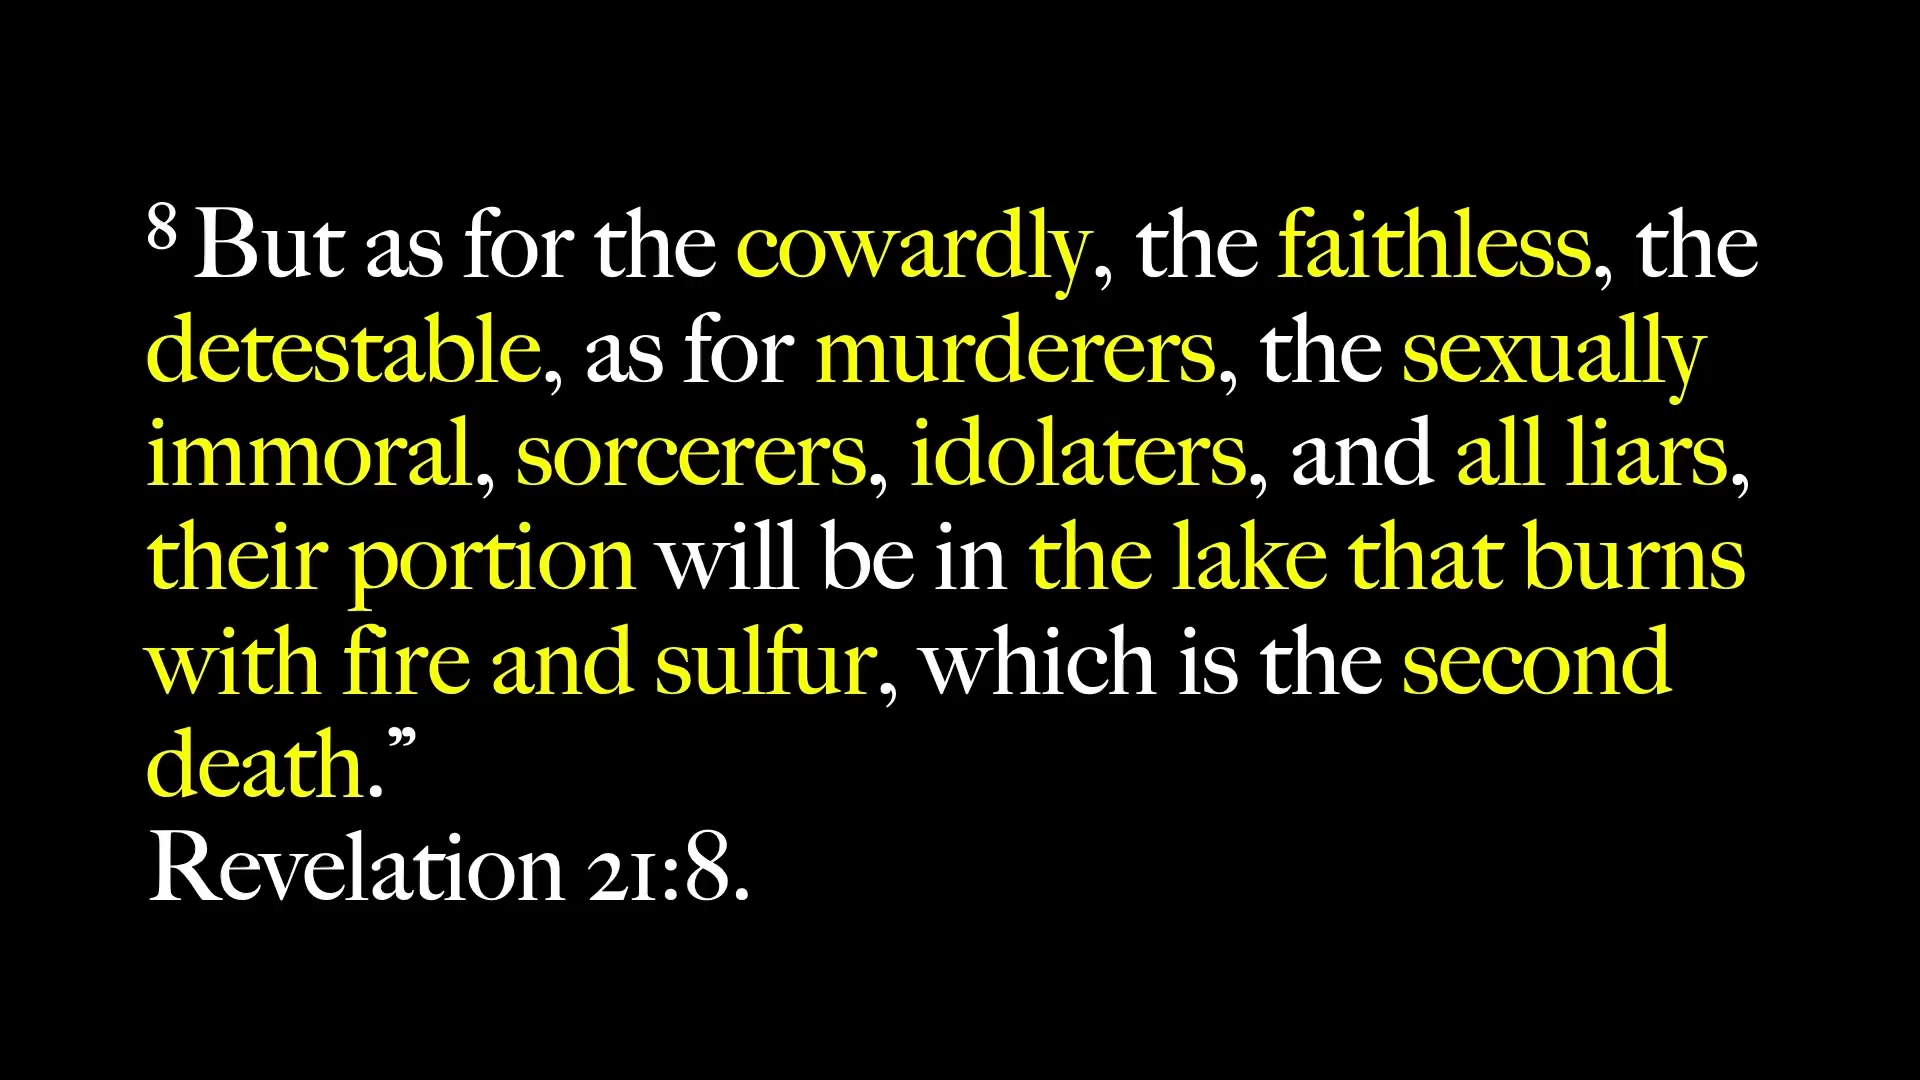 ⁸ But as for the cowardly, the faithless, the
detestable, as for murderers, the sexually
immoral, sorcerers, idolaters, and all liars,
their portion will be in the lake that burns
with fire and sulfur, which is the second
death.”
Revelation 21:8.